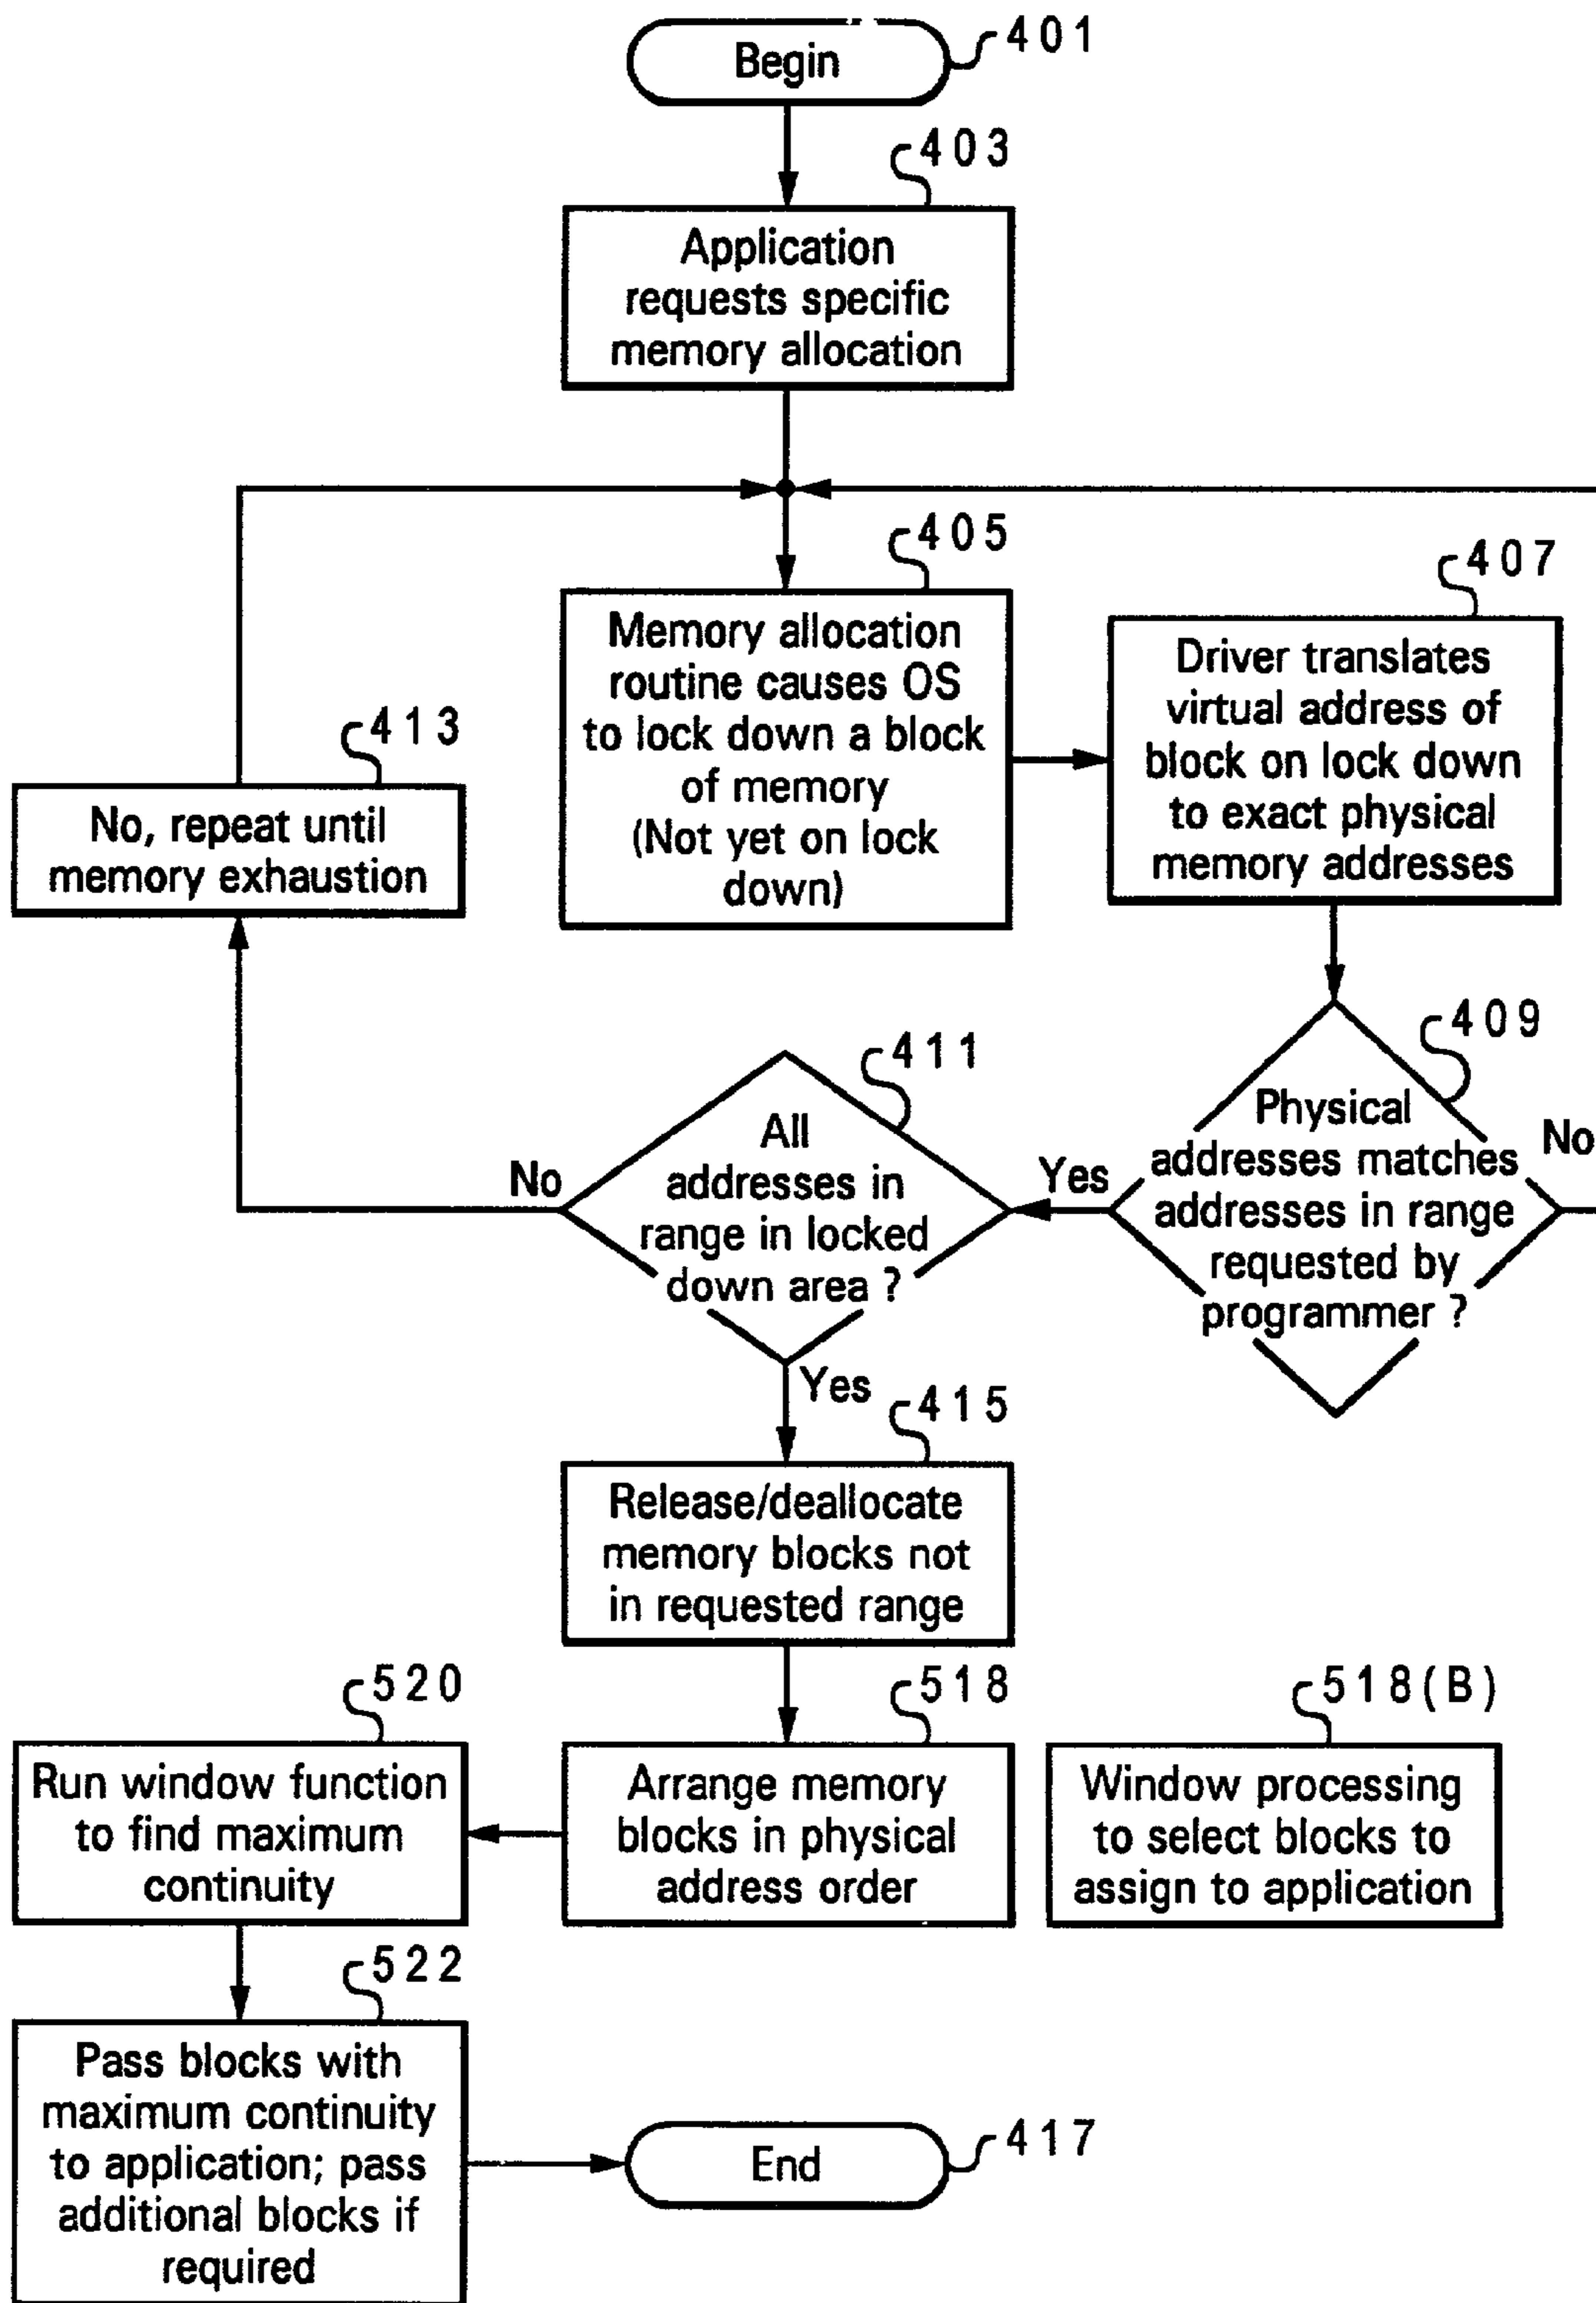 Begin
401
403
Application
requests specific
memory allocation
405
Memory allocation
routine causes OS
to lock down a block
of memory
(Not yet on lock
down)
407
Driver translates
virtual address of
block on lock down
to exact physical
memory addresses
413
No, repeat until
memory exhaustion
409
Physical
addresses matches
addresses in range
requested by
programmer ?
No
Yes
411
All
addresses in
range in locked
down area ?
No
Yes
415
Release/deallocate
memory blocks not
in requested range
518
Arrange memory
blocks in physical
address order
518(B)
Window processing
to select blocks to
assign to application
520
Run window function
to find maximum
continuity
522
Pass blocks with
maximum continuity
to application; pass
additional blocks if
required
End
417